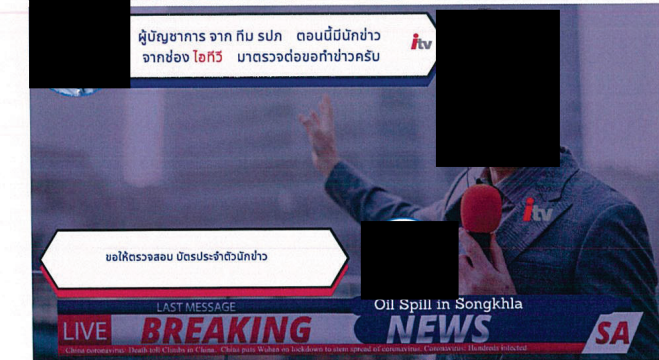 ผู้บัญชาการ จาก ทีม รปภ ตอนนี้มีนักข่าว
จากช่อง ไอทีวี มาตรวจต่อขอทำข่าวครับ
itv
itv
ขอให้ตรวจสอบ บัตรประจำตัวนักข่าว
LAST MESSAGE
Oil Spill in Songkhla
LIVE
BREAKING NEWS
SA
China coronavirus: Death toll Climbs in China. China puts Wuhan on lockdown to stem spread of coronavirus. Coronavirus: Hundreds infected